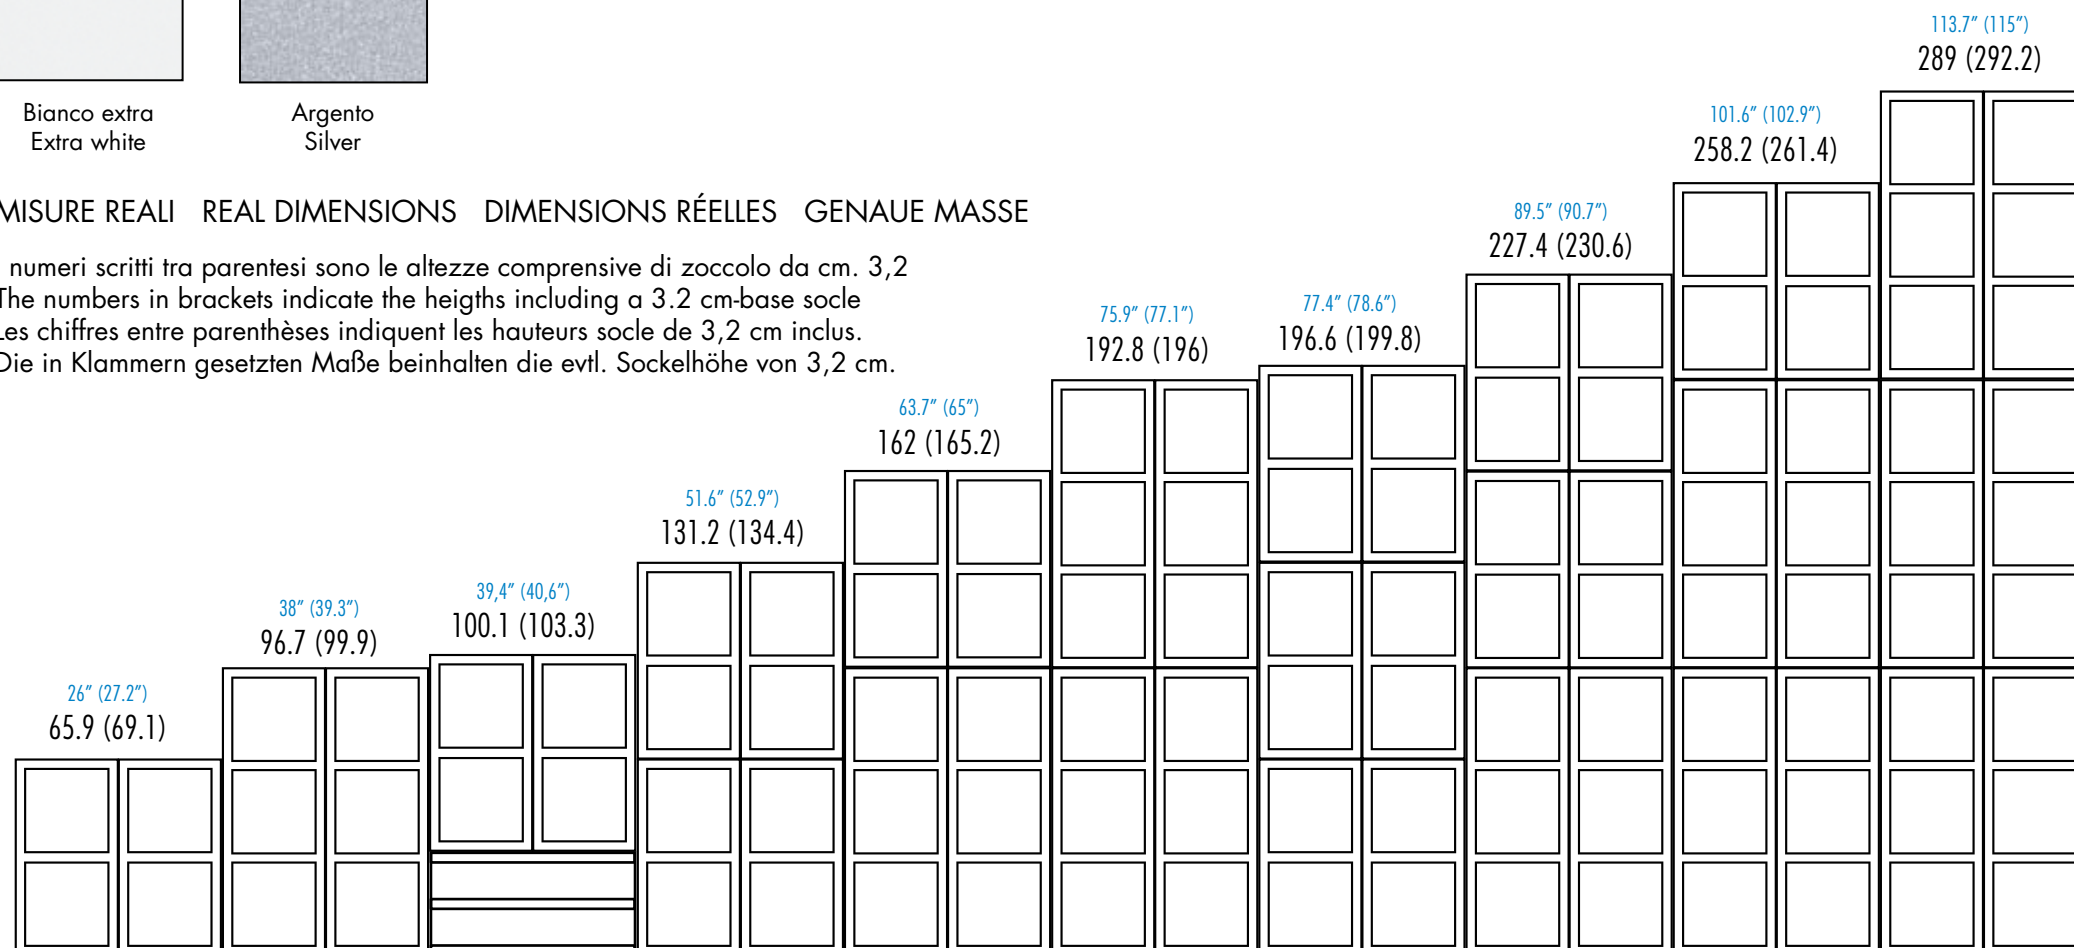 Bianco extra
Extra white
Argento
Silver
MISURE REALI REAL DIMENSIONS DIMENSIONS RÉELLES GENAUE MASSE
numeri scritti tra parentesi sono le altezze comprensive di zoccolo da cm. 3,2
The numbers in brackets indicate the heigths including a 3.2 cm-base socle
Les chiffres entre parenthèses indiquent les hauteurs socle de 3,2 cm inclus.
Die in Klammern gesetzten Maße beinhalten die evtl. Sockelhöhe von 3,2 cm.
26″ (27.2″)
65.9 (69.1)
38″ (39.3″)
96.7 (99.9)
39,4″ (40,6″)
100.1 (103.3)
51.6″ (52.9″)
131.2 (134.4)
63.7″ (65″)
162 (165.2)
75.9″ (77.1″)
192.8 (196)
77.4″ (78.6″)
196.6 (199.8)
89.5″ (90.7″)
227.4 (230.6)
101.6″ (102.9″)
258.2 (261.4)
113.7″ (115″)
289 (292.2)